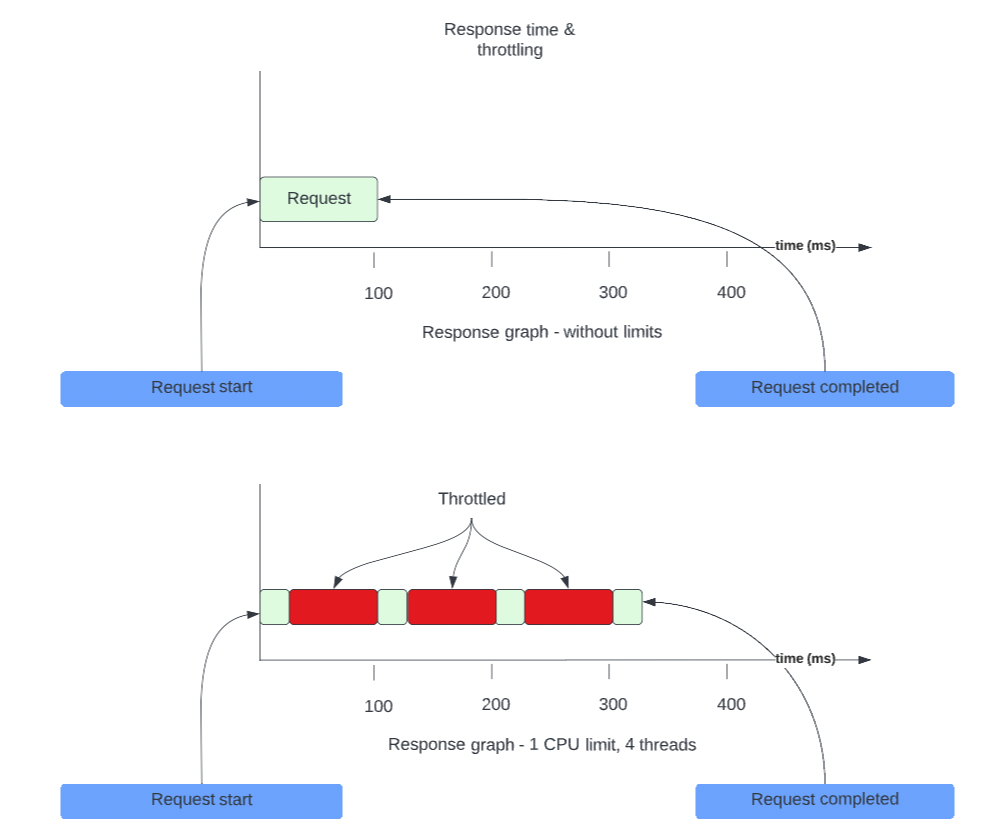 Response time &
throttling
Request
time (ms)
100
200
300
400
Response graph - without limits
Request start
Request completed
Throttled
time (ms)
100
200
300
400
Response graph - 1 CPU limit, 4 threads
Request start
Request completed